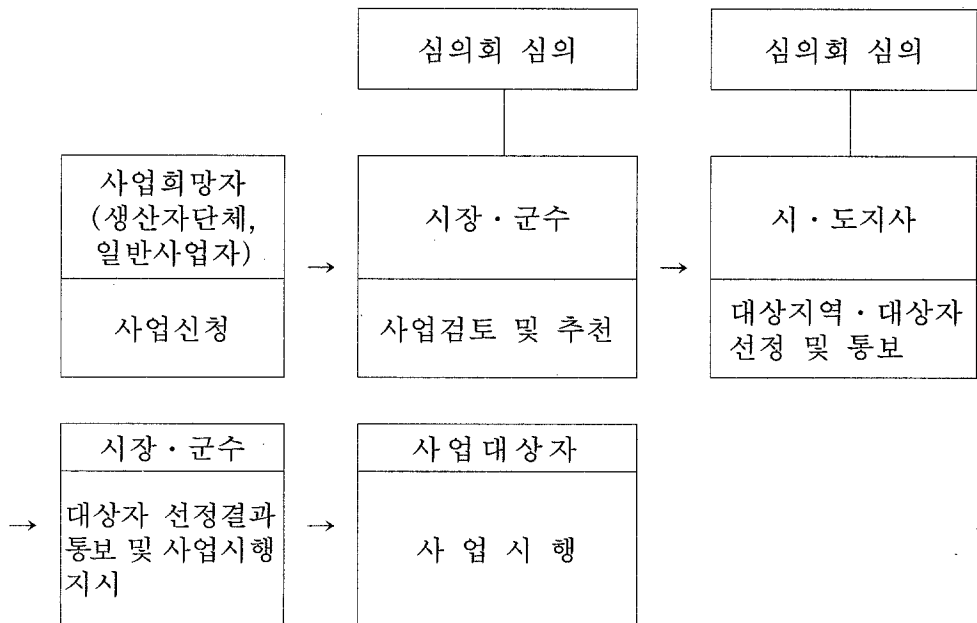 심의회 심의
심의회 심의
사업희망자
(생산자단체,
일반사업자)
사업신청
→
시장·군수
사업검토 및 추천
→
시·도지사
대상지역·대상자
선정 및 통보
→
시장·군수
대상자 선정결과
통보 및 사업시행
지시
→
사업대상자
사 업 시 행